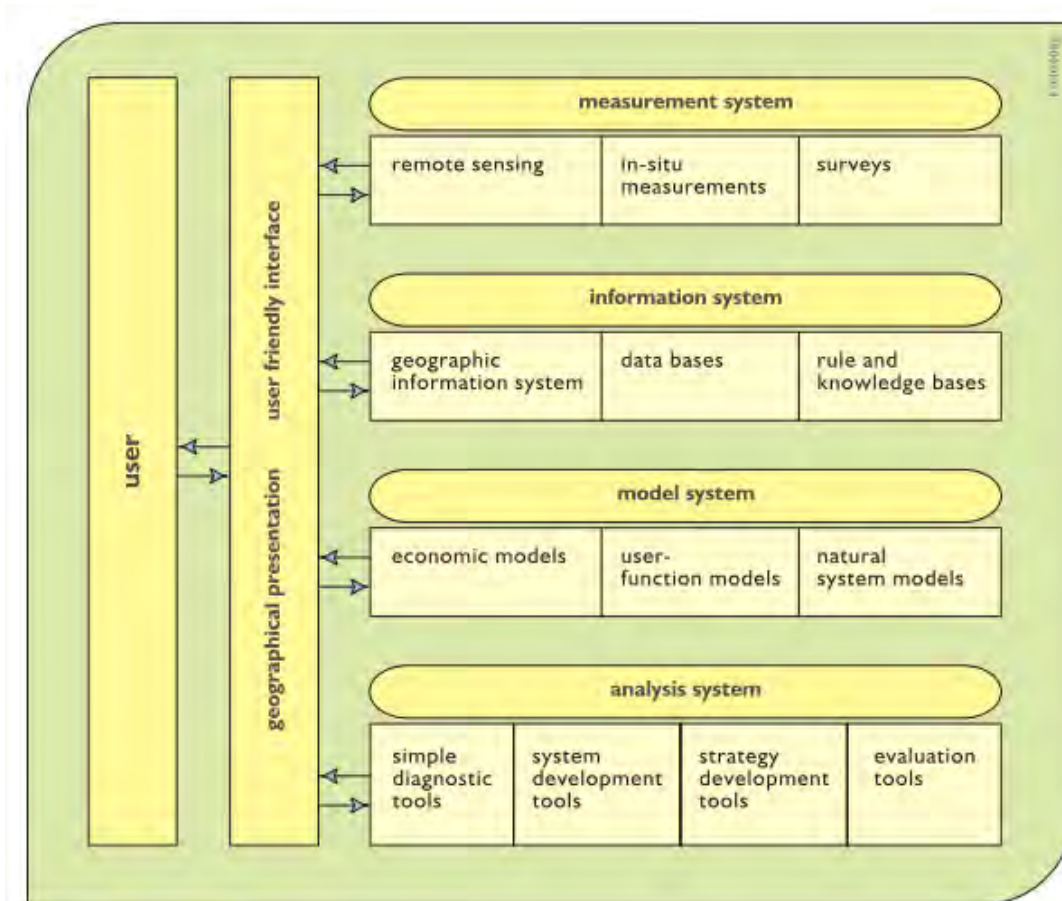 user
geographical presentation
user friendly interface
measurement system
remote sensing
in-situ
measurements
surveys
information system
geographic
information system
data bases
rule and
knowledge bases
model system
economic models
user-
function models
natural
system models
analysis system
simple
diagnostic
tools
system
development
tools
strategy
development
tools
evaluation
tools